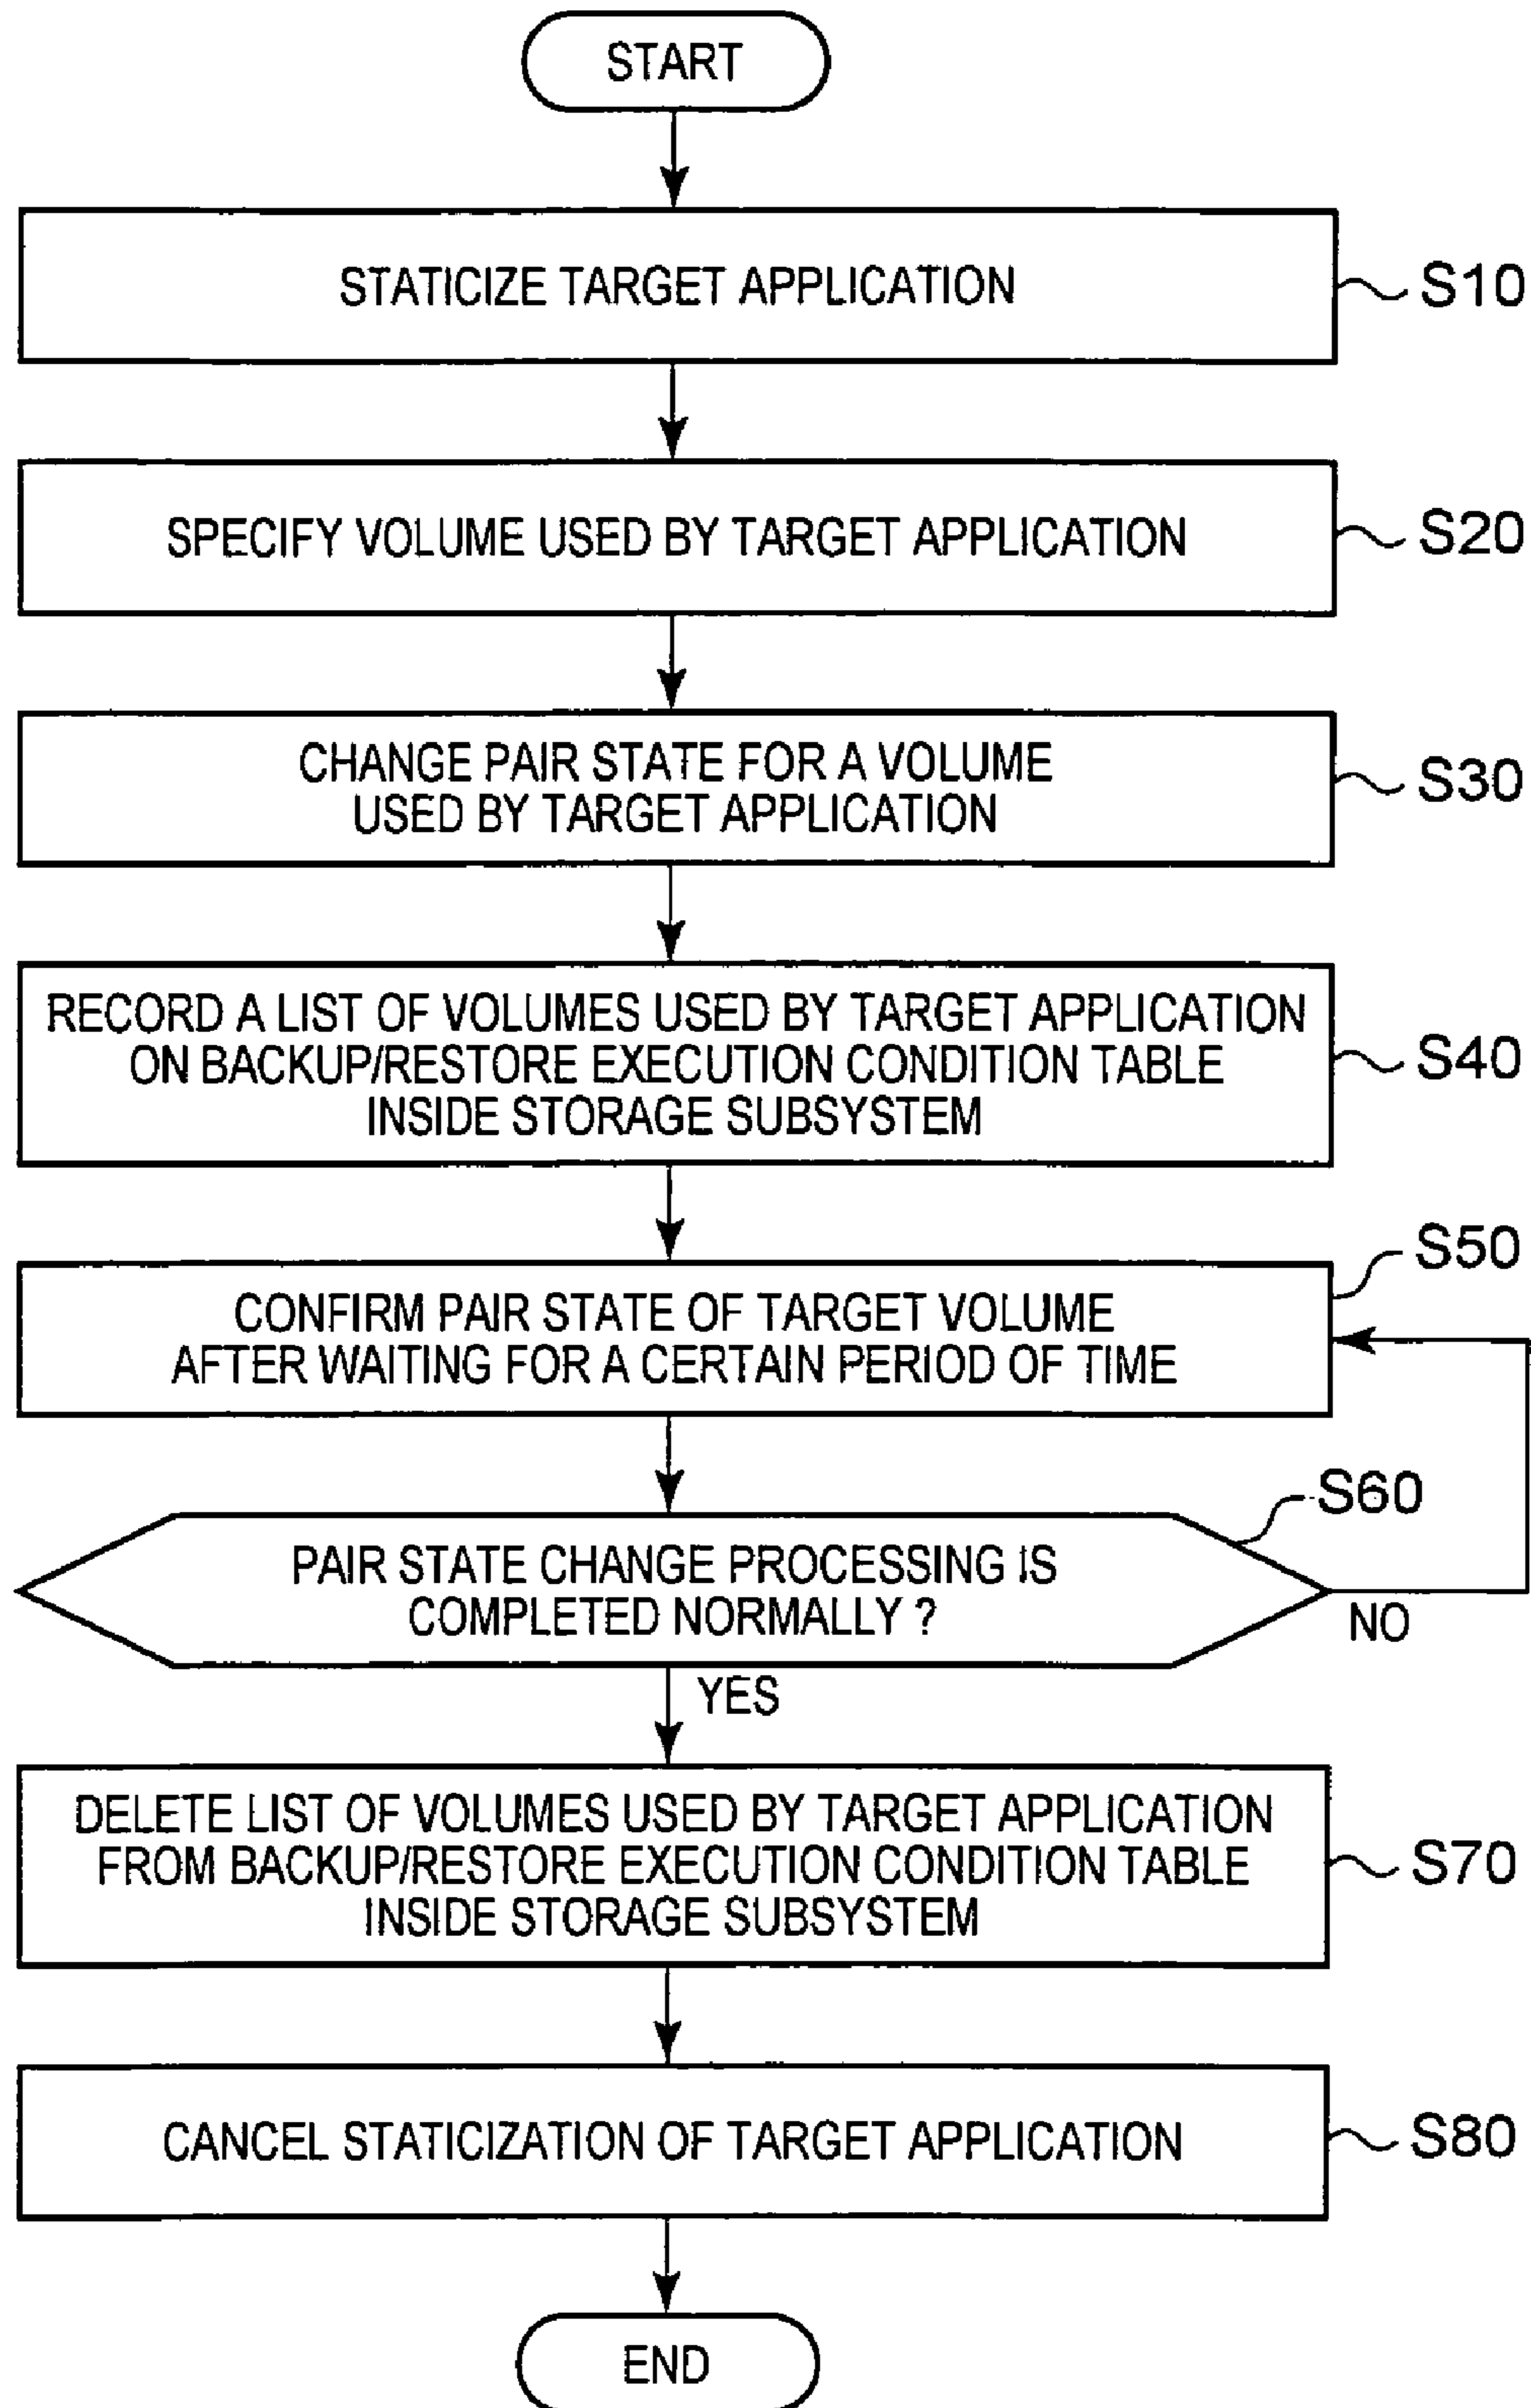 START
STATICIZE TARGET APPLICATION
S10
SPECIFY VOLUME USED BY TARGET APPLICATION
S20
CHANGE PAIR STATE FOR A VOLUME
USED BY TARGET APPLICATION
S30
RECORD A LIST OF VOLUMES USED BY TARGET APPLICATION
ON BACKUP/RESTORE EXECUTION CONDITION TABLE
INSIDE STORAGE SUBSYSTEM
S40
CONFIRM PAIR STATE OF TARGET VOLUME
AFTER WAITING FOR A CERTAIN PERIOD OF TIME
S50
PAIR STATE CHANGE PROCESSING IS
COMPLETED NORMALLY ?
S60
NO
YES
DELETE LIST OF VOLUMES USED BY TARGET APPLICATION
FROM BACKUP/RESTORE EXECUTION CONDITION TABLE
INSIDE STORAGE SUBSYSTEM
S70
CANCEL STATICIZATION OF TARGET APPLICATION
S80
END